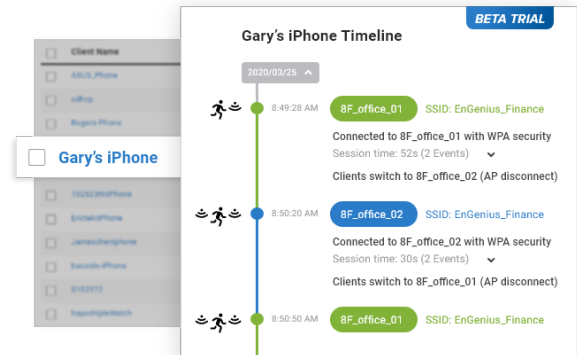 BETA TRIAL
Gary's iPhone Timeline
Client Name
2020/03/25
ASUS_Phone
8:49:28 AM
8F_office_01
SSID: EnGenius_Finance
Rogers-Phone
Connected to 8F_office_01 with WPA security
Gary's iPhone
Session time: 52s (2 Events)
Clients switch to 8F_office_02 (AP disconnect)
8:50:20 AM
8F_office_02
SSID: EnGenius_Finance
Connected to 8F_office_02 with WPA security
Session time: 30s (2 Events)
Clients switch to 8F_office_01 (AP disconnect)
8:50:50 AM
8F_office_01
SSID: EnGenius_Finance